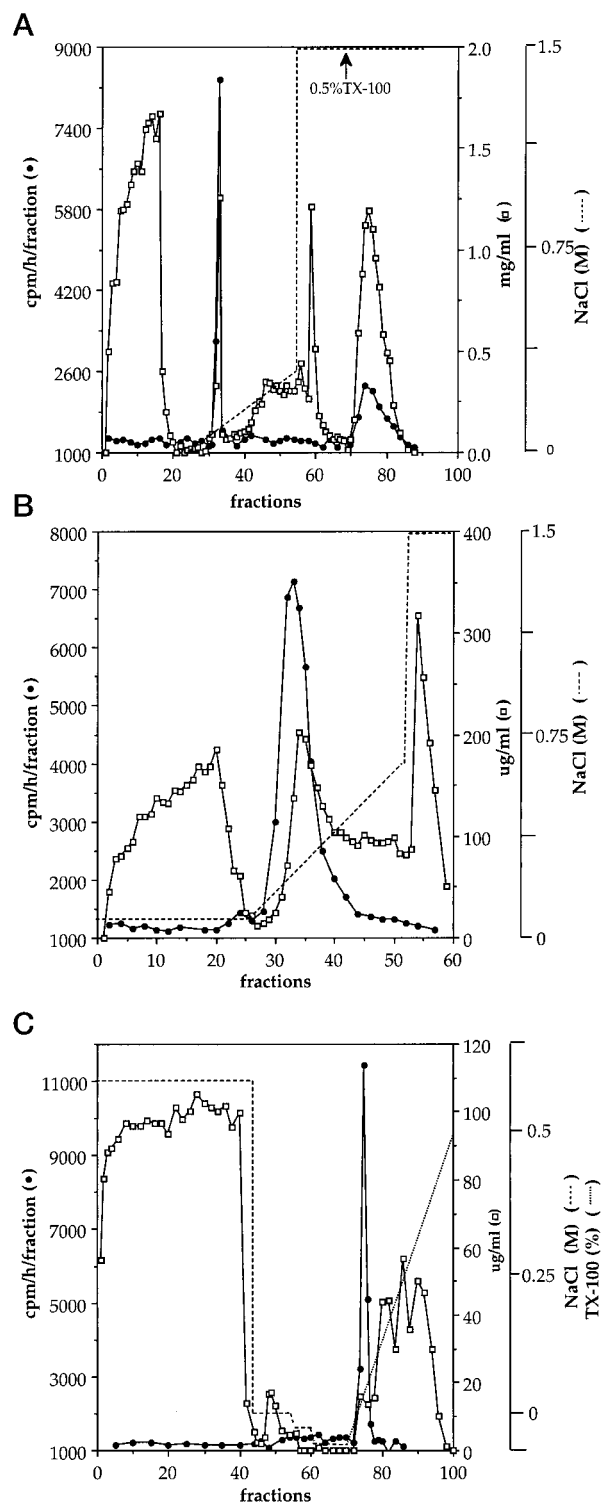 A
9000
7400
5800
4200
2600
1000
cpm/h/fraction (●)
0.5%TX-100
2.0
1.5
1.0
0.5
0.0
mg/ml (□)
1.5
0.75
0
NaCl (M) (-----)
0 20 40 60 80 100
fractions
B
8000
7000
6000
5000
4000
3000
2000
1000
cpm/h/fraction (●)
400
300
200
100
0
ug/ml (□)
1.5
0.75
0
NaCl (M) (----)
0 10 20 30 40 50 60
fractions
C
11000
9000
7000
5000
3000
1000
cpm/h/fraction (●)
120
100
80
60
40
20
0
ug/ml (□)
0.5
0.25
0
NaCl (M) (----)
TX-100 (%) (........)
0 20 40 60 80 100
fractions